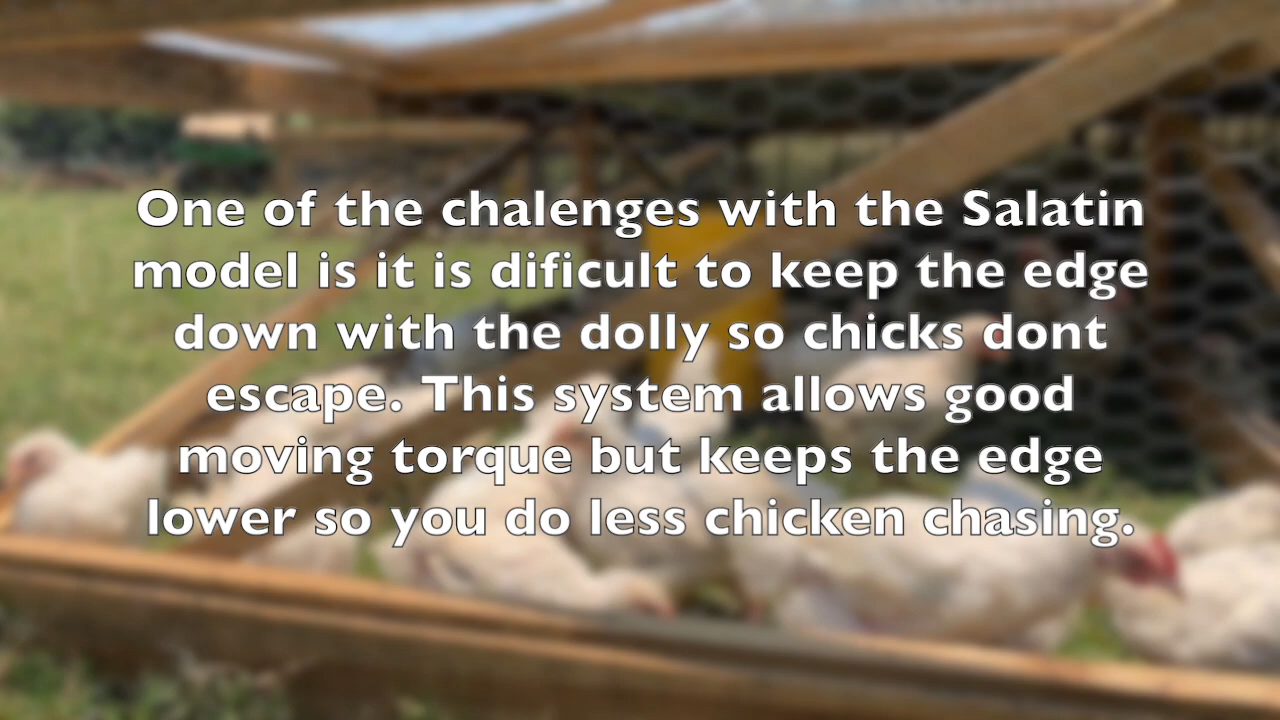 One of the chalenges with the Salatin
model is it is dificult to keep the edge
down with the dolly so chicks dont
escape. This system allows good
moving torque but keeps the edge
lower so you do less chicken chasing.